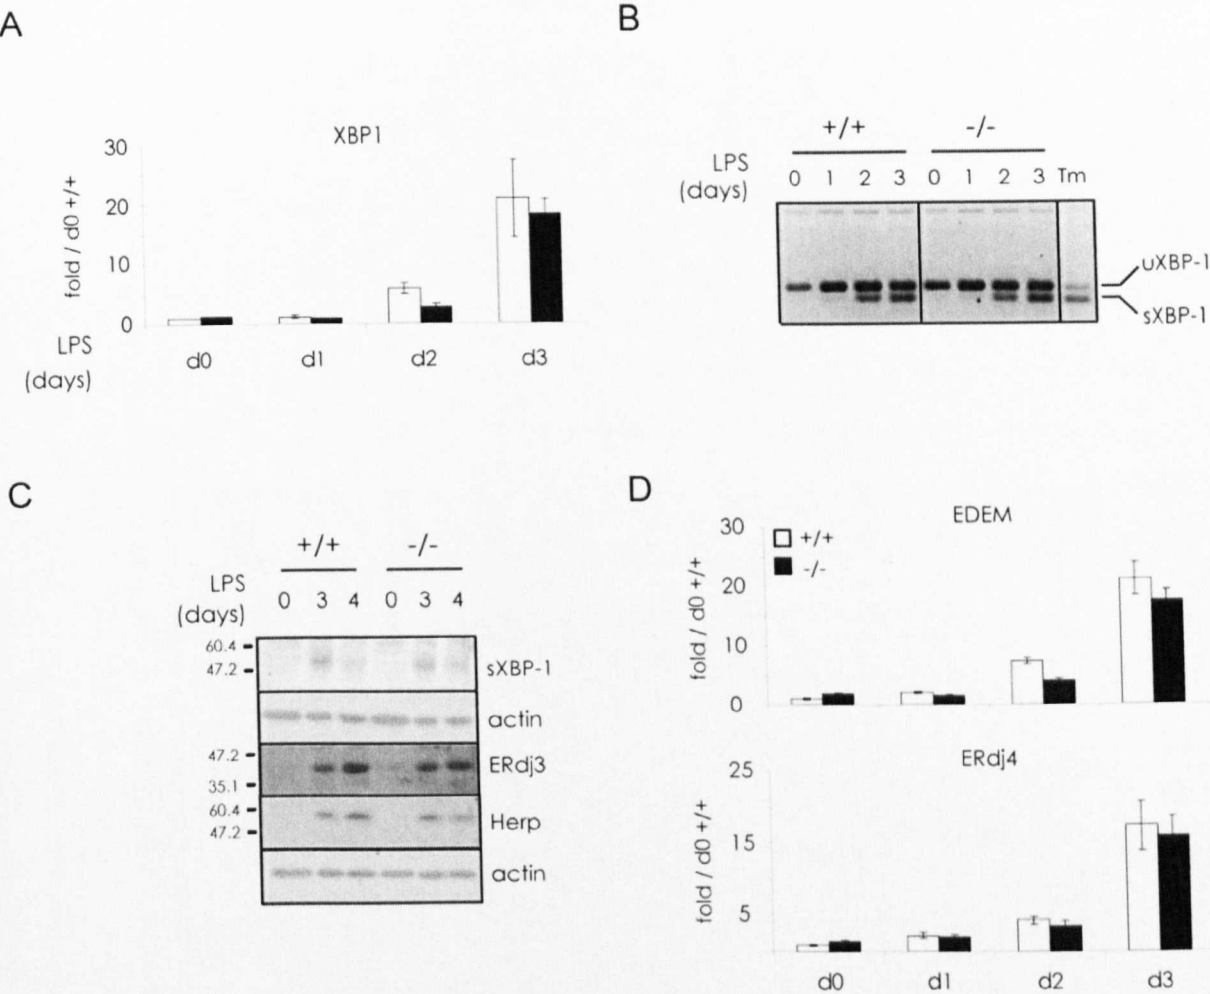 A
XBP1
fold / d0 +/+
30
20
10
0
LPS
(days)
d0 d1 d2 d3
B
+/+ -/-
LPS
(days)
0 1 2 3 0 1 2 3 Tm
uXBP-1
sXBP-1
C
+/+ -/-
LPS
(days)
0 3 4 0 3 4
60.4
47.2
sXBP-1
actin
47.2
35.1
ERdj3
60.4
47.2
Herp
actin
D
EDEM
+/+
-/-
fold / d0 +/+
30
20
10
0
ERdj4
fold / d0 +/+
25
15
5
d0 d1 d2 d3